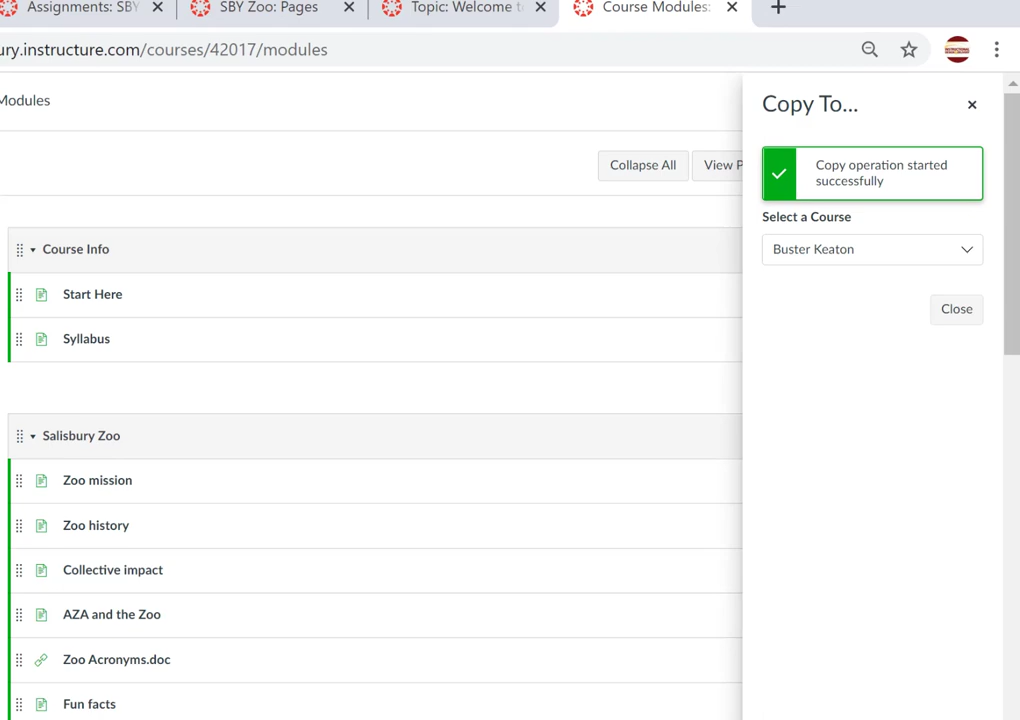 Assignments: SBY
SBY Zoo: Pages
Topic: Welcome t
Course Modules:
ury.instructure.com/courses/42017/modules
Modules
Copy To...
Collapse All
View P
Copy operation started
successfully
Select a Course
Buster Keaton
Close
Course Info
Start Here
Syllabus
Salisbury Zoo
Zoo mission
Zoo history
Collective impact
AZA and the Zoo
Zoo Acronyms.doc
Fun facts